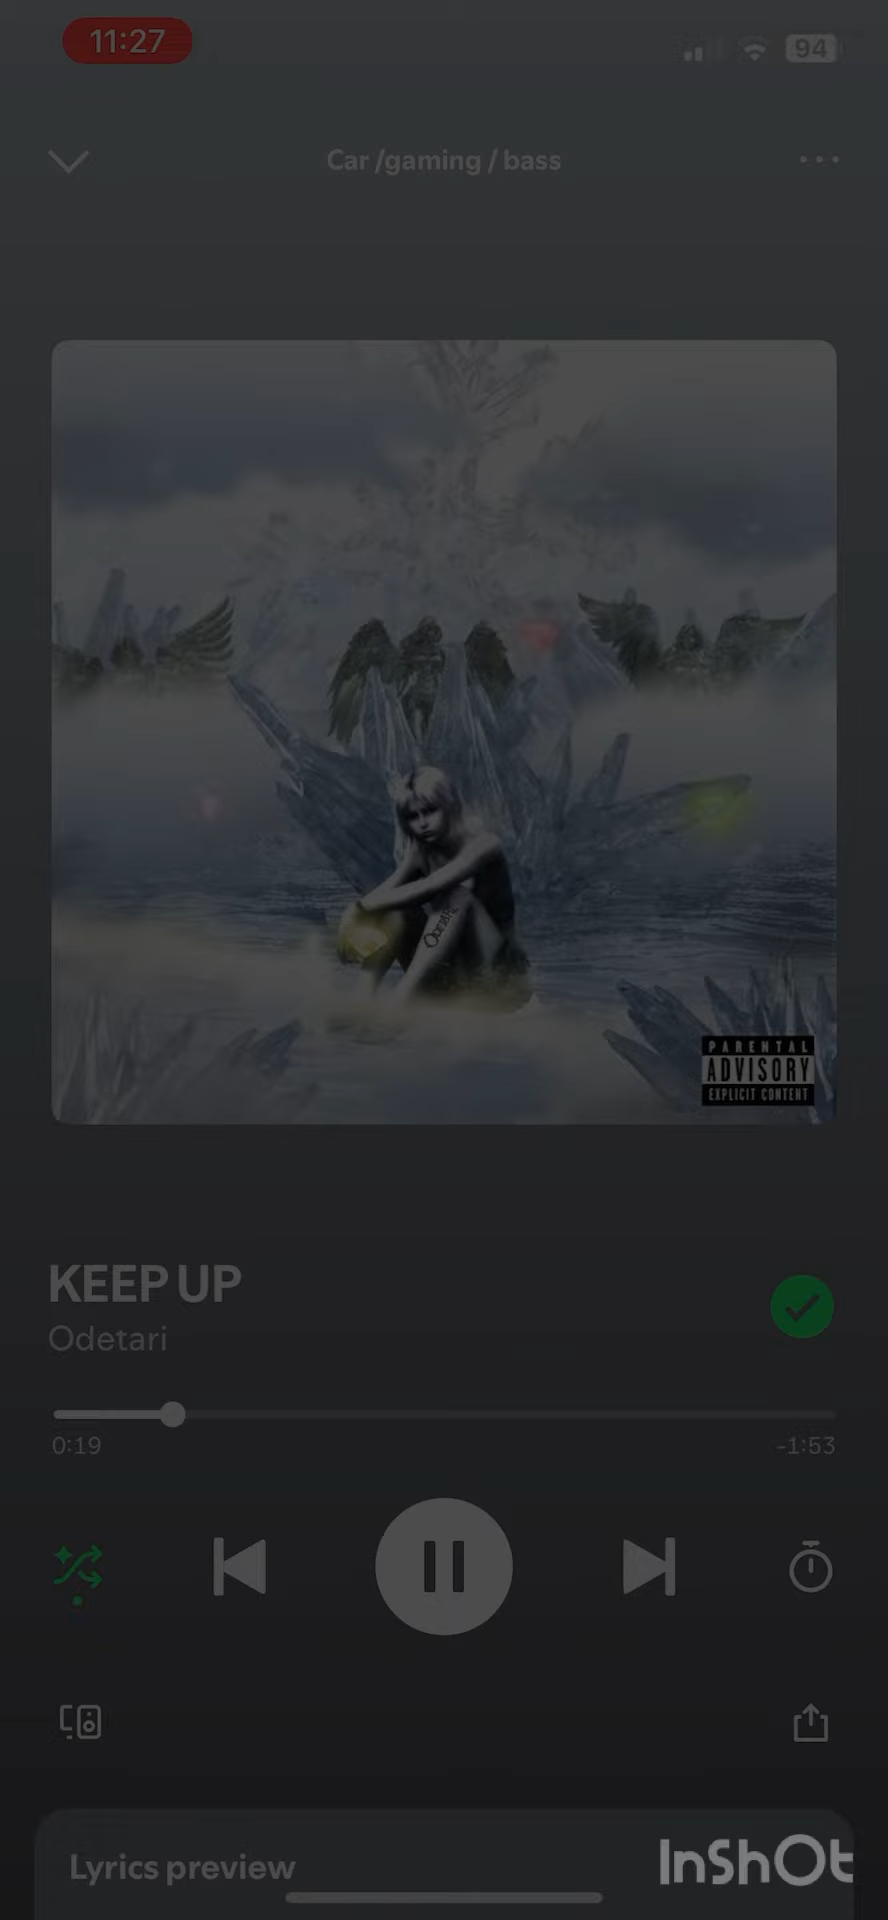 11:27
94
Car /gaming / bass
Odetari
PARENTAL
ADVISORY
EXPLICIT CONTENT
KEEP UP
Odetari
0:19
-1:53
Lyrics preview
InShOt